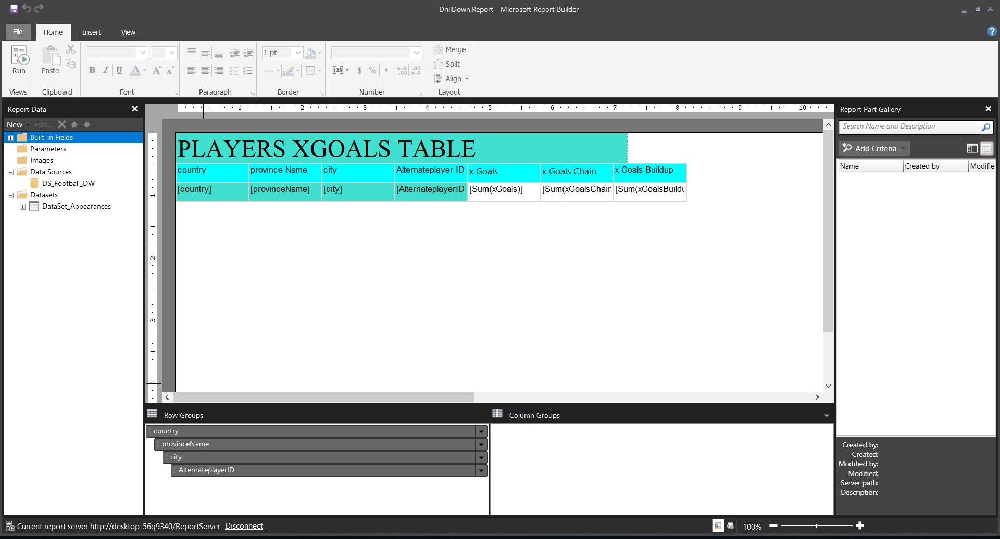 DrillDown.Report - Microsoft Report Builder
File Home Insert View
Run
Paste
1 pt
Merge
Split
Align
Views Clipboard Font Paragraph Border Number Layout
Report Data
New Edit...
Built-in Fields
Parameters
Images
Data Sources
DS_Football_DW
Datasets
DataSet_Appearances
1 2 3 4 5 6 7 8 9 10
1
2
3
4
PLAYERS XGOALS TABLE
country province Name city Alternateplayer ID x Goals x Goals Chain x Goals Buildup
[country] [provinceName] [city] [AlternateplayerID [Sum(xGoals)] [Sum(xGoalsChair [Sum(xGoalsBuildu
Row Groups
country
provinceName
city
AlternateplayerID
Column Groups
Report Part Gallery
Search Name and Description
Add Criteria
Name Created by Modifie
Created by:
Created:
Modified by:
Modified:
Server path:
Description:
Current report server http://desktop-56q9340/ReportServer Disconnect
100%